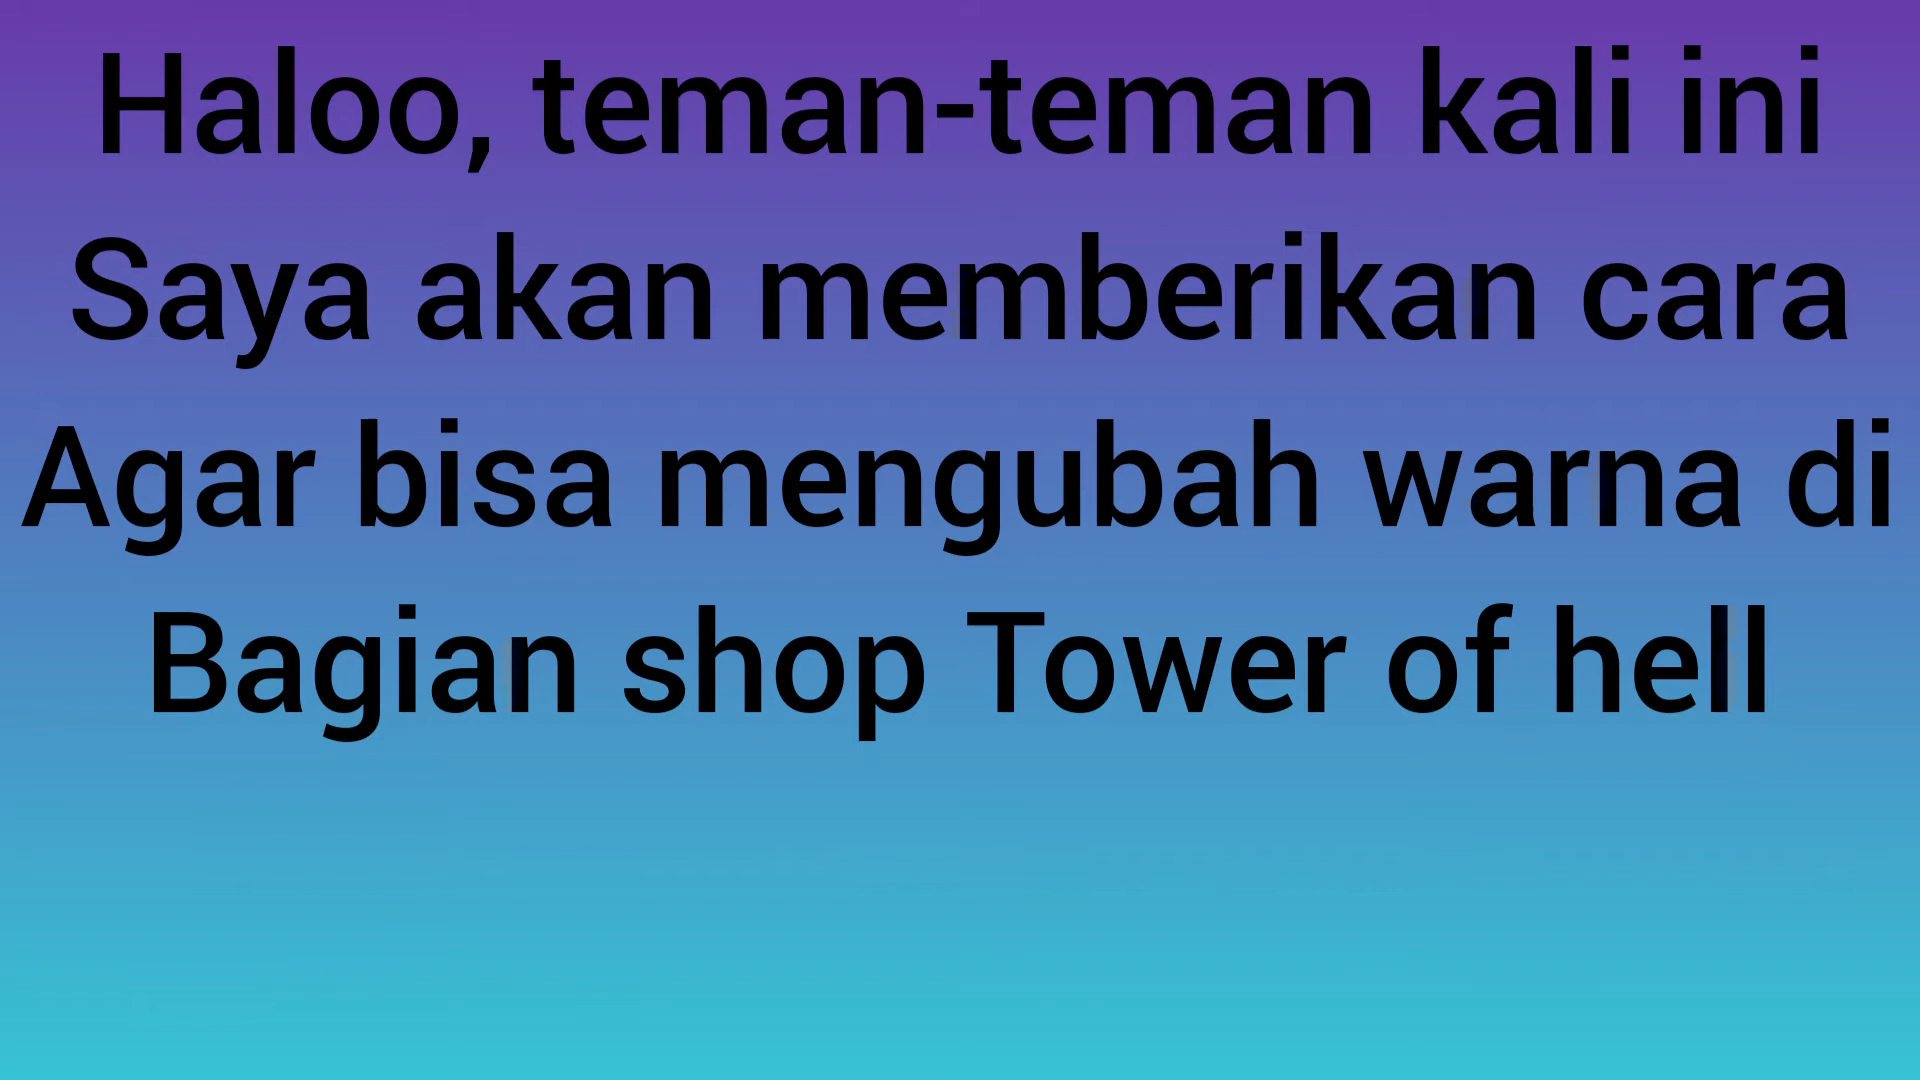 Haloo, teman-teman kali ini
Saya akan memberikan cara
Agar bisa mengubah warna di
Bagian shop Tower of hell